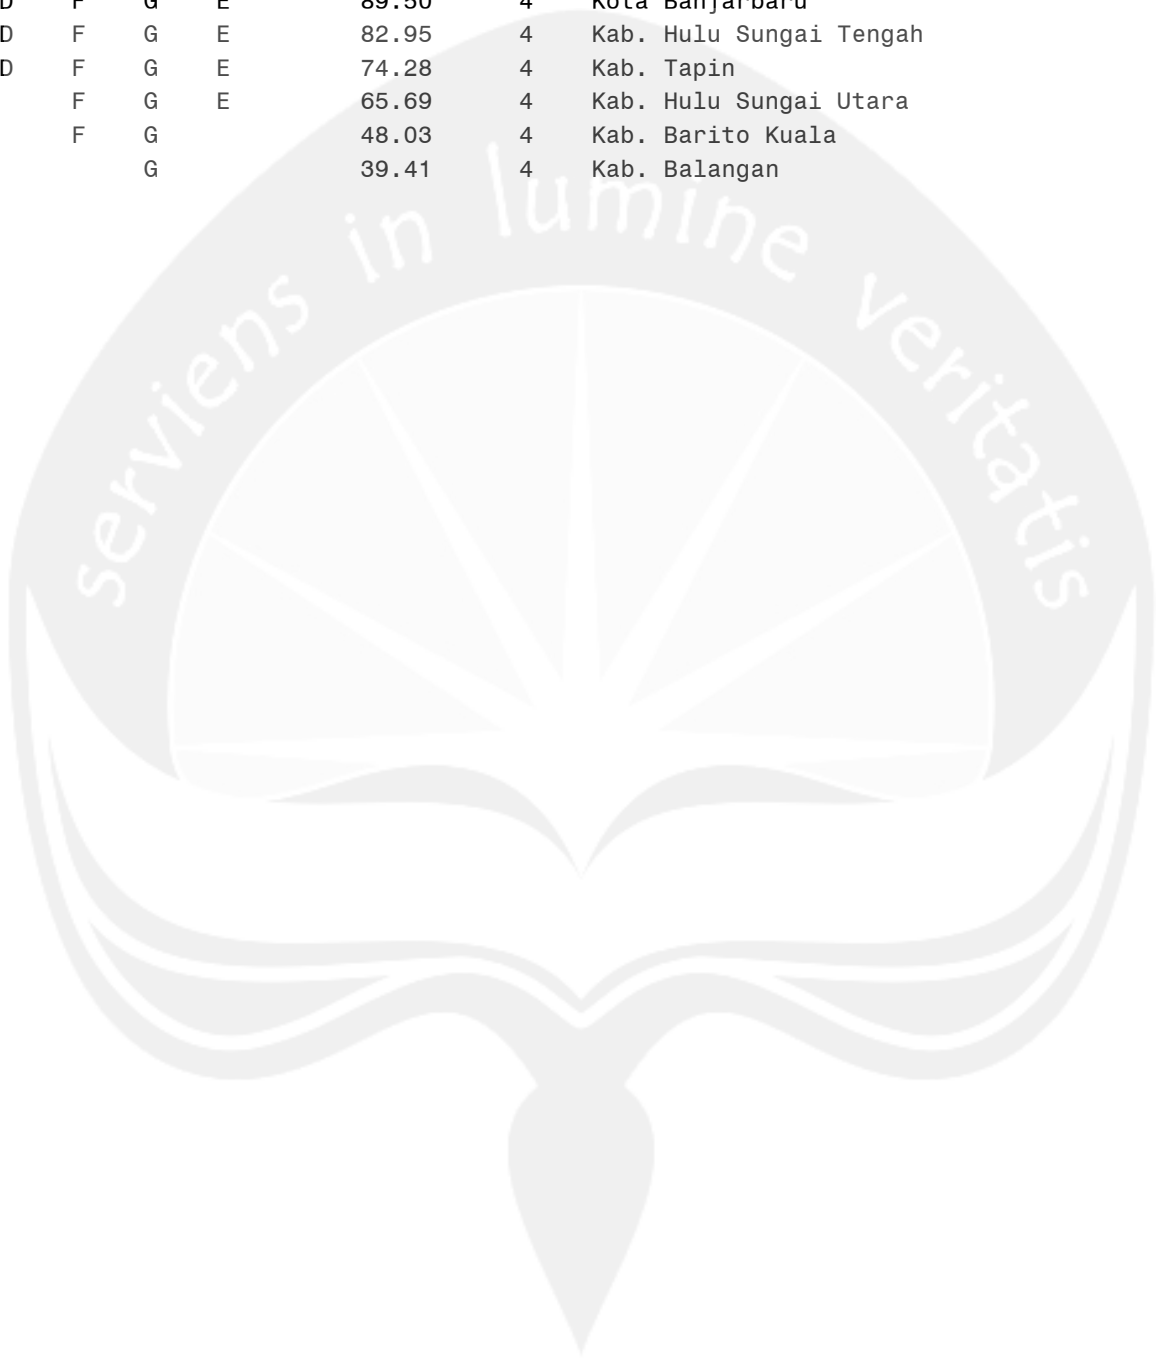 D F G E 89.50 4 Kota Banjarbaru
D F G E 82.95 4 Kab. Hulu Sungai Tengah
D F G E 74.28 4 Kab. Tapin
F G E 65.69 4 Kab. Hulu Sungai Utara
F G 48.03 4 Kab. Barito Kuala
G 39.41 4 Kab. Balangan
serviens in lumine veritatis